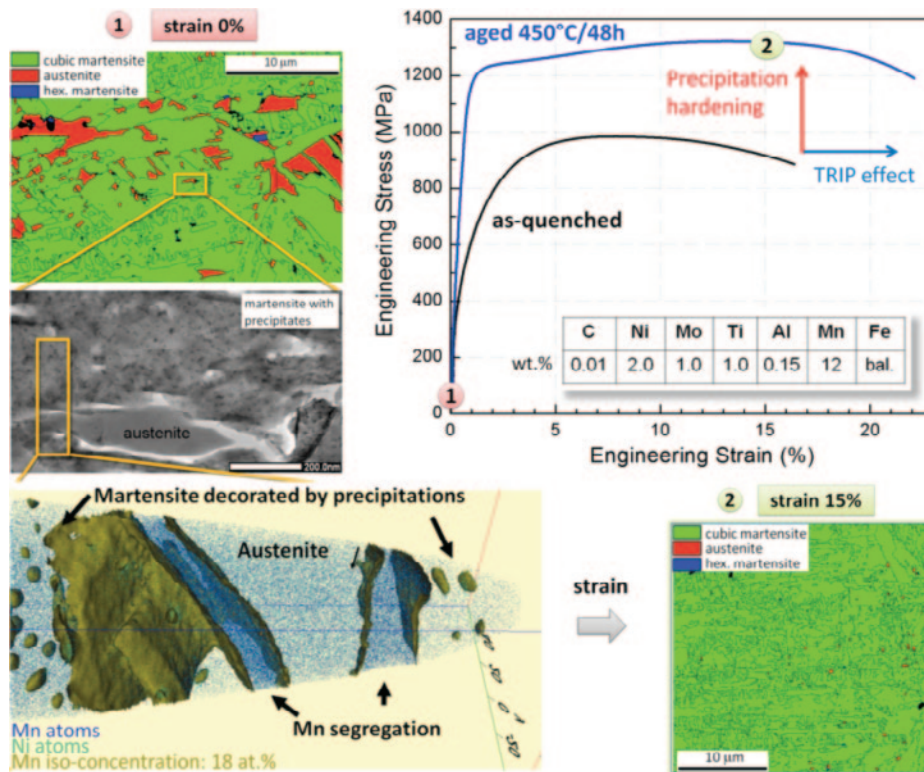 1 strain 0%
cubic martensite
austenite
hex. martensite
10 µm
martensite with
precipitates
austenite
200.0nm
1400
1200
1000
800
600
400
200
0
Engineering Stress (MPa)
aged 450°C/48h
2
Precipitation
hardening
TRIP effect
as-quenched
C Ni Mo Ti Al Mn Fe
wt.% 0.01 2.0 1.0 1.0 0.15 12 bal.
1
0 5 10 15 20
Engineering Strain (%)
Martensite decorated by precipitations
Austenite
Mn segregation
Mn atoms
Ni atoms
Mn iso-concentration: 18 at.%
strain
2 strain 15%
cubic martensite
austenite
hex. martensite
10 µm